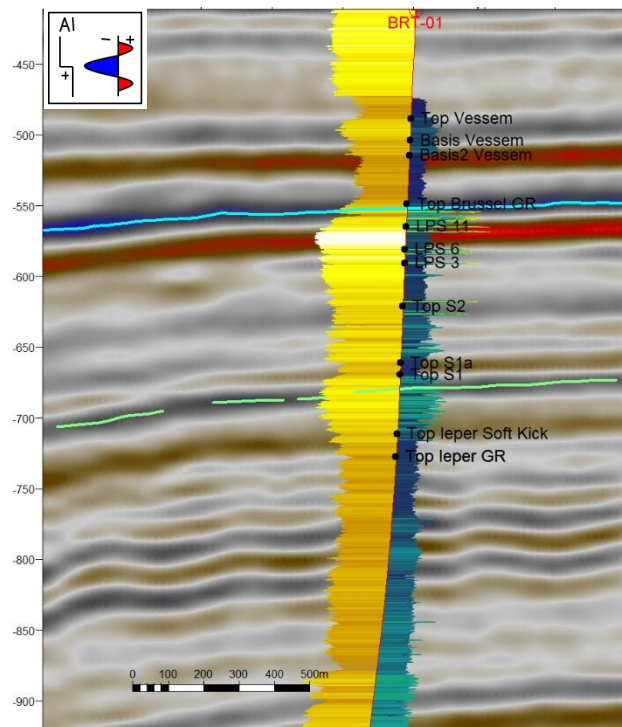 AI
- +
+
BRT-01
-450
Top Vessem
-500
Basis Vessem
Basis2 Vessem
-550
Top Brussel GR
LPS 11
LPS 6
-600
LPS 3
Top S2
-650
Top S1a
Top S1
-700
Top Ieper Soft Kick
Top Ieper GR
-750
-800
-850
0 100 200 300 400 500m
-900